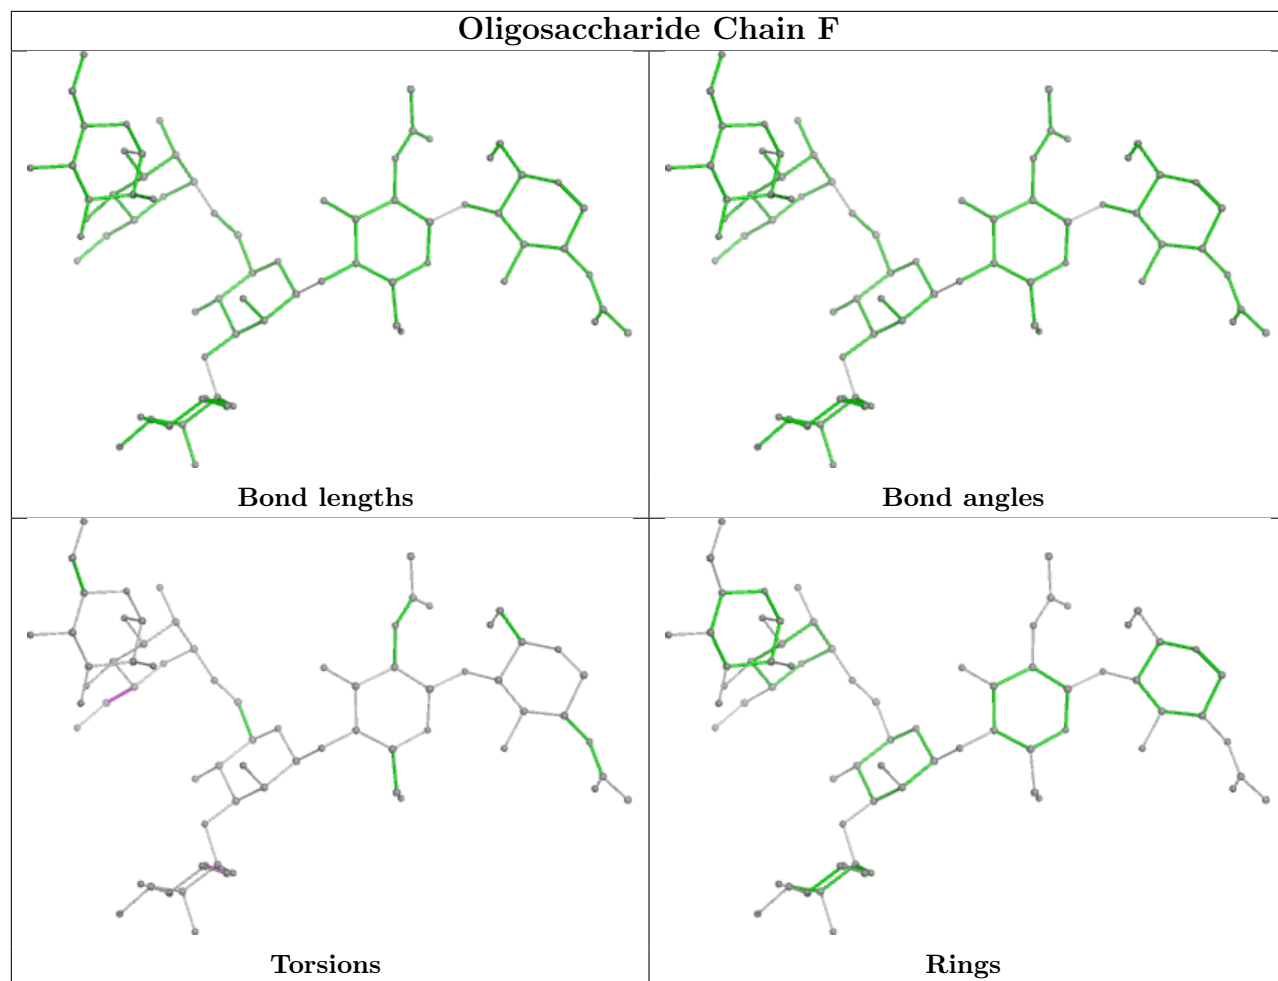 Oligosaccharide Chain F
Bond lengths
Bond angles
Torsions
Rings